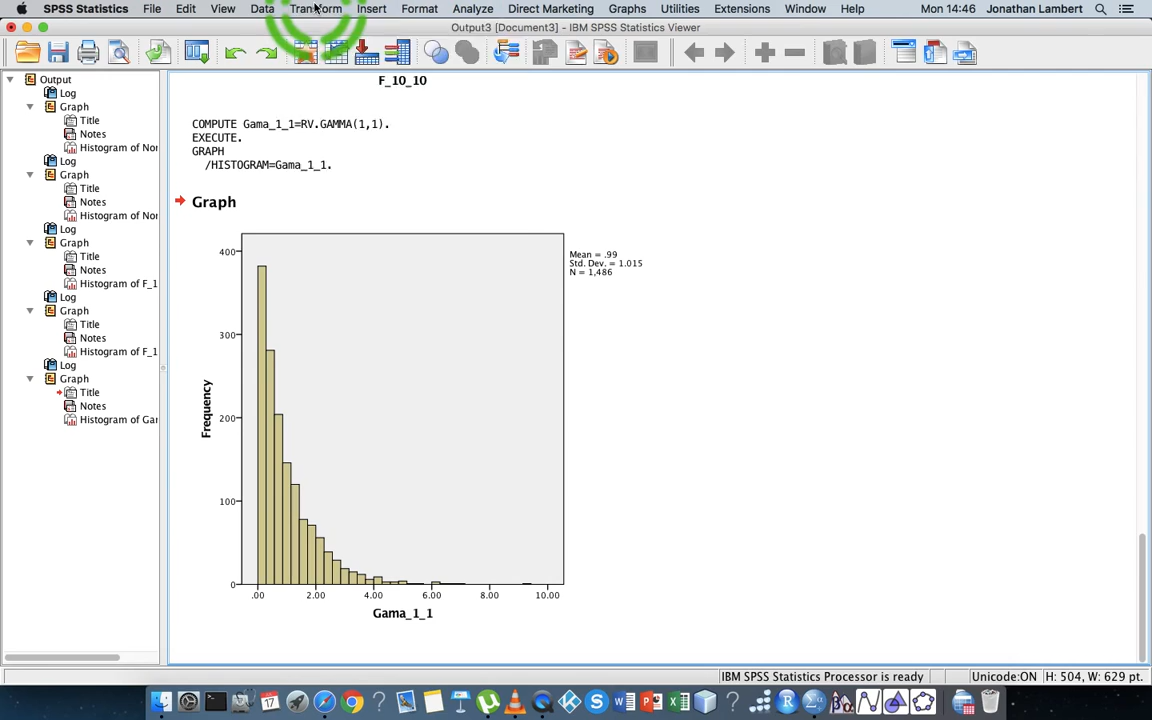 SPSS Statistics File Edit View Data Transform Insert Format Analyze Direct Marketing Graphs Utilities Extensions Window Help Mon 14:46 Jonathan Lambert
Output3 [Document3] - IBM SPSS Statistics Viewer
Output
Log
Graph
Title
Notes
Histogram of Nor
Log
Graph
Title
Notes
Histogram of Nor
Log
Graph
Title
Notes
Histogram of F_1
Log
Graph
Title
Notes
Histogram of F_1
Log
Graph
Title
Notes
Histogram of Gar
F_10_10
COMPUTE Gama_1_1=RV.GAMMA(1,1).
EXECUTE.
GRAPH
/HISTOGRAM=Gama_1_1.
Graph
Mean = .99
Std. Dev. = 1.015
N = 1,486
400
300
200
100
0
Frequency
.00 2.00 4.00 6.00 8.00 10.00
Gama_1_1
IBM SPSS Statistics Processor is ready Unicode:ON H: 504, W: 629 pt.